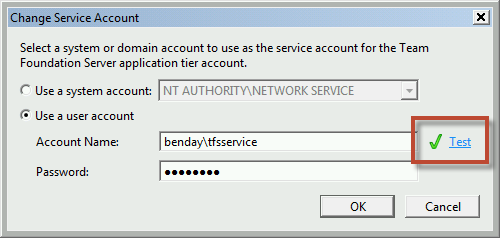 Change Service Account
Select a system or domain account to use as the service account for the Team
Foundation Server application tier account.
Use a system account: NT AUTHORITY\NETWORK SERVICE
Use a user account
Account Name: benday\tfsservice Test
Password: ●●●●●●●●
OK Cancel